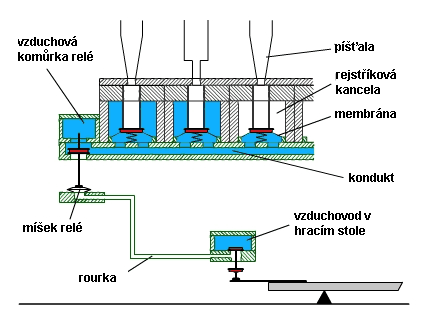 vzduchová
komůrka relé
píšťala
rejstříková
kancela
membrána
kondukt
míšek relé
vzduchovod v
hracím stole
rourka